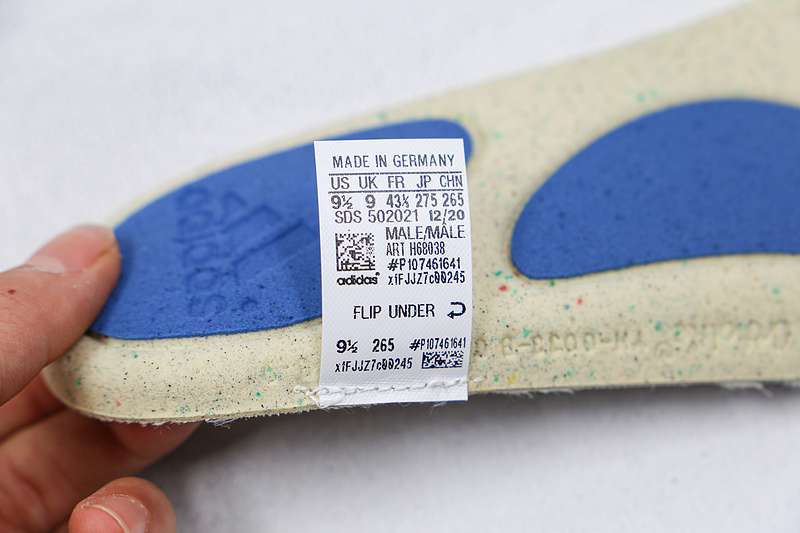 MADE IN GERMANY
US UK FR JP CHN
9½ 9 43⅓ 275 265
SDS 502021 12/20
MALE/MÂLE
ART H68038
#P107461641
adidas x1FJJZ7c00245
FLIP UNDER
9½ 265 #P107461641
x1FJJZ7c00245
adidas